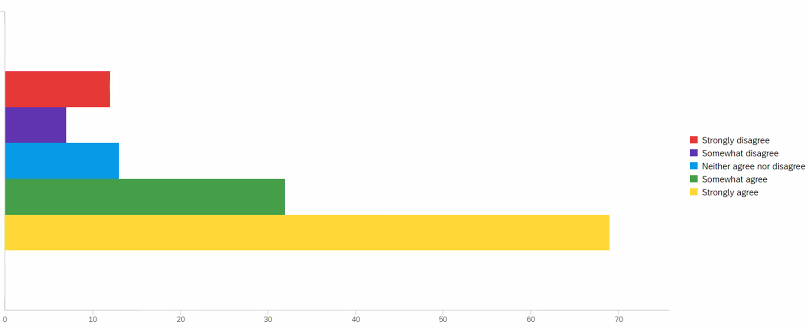 Strongly disagree
Somewhat disagree
Neither agree nor disagree
Somewhat agree
Strongly agree
0 10 20 30 40 50 60 70